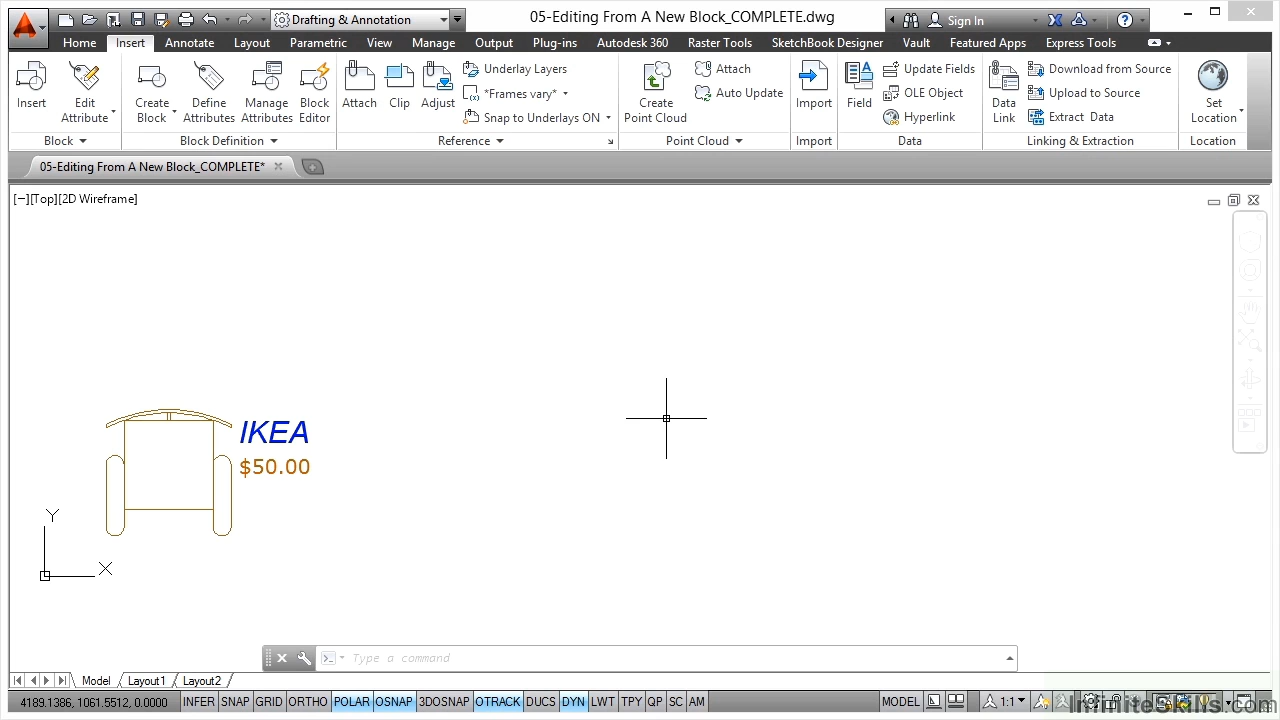 Drafting & Annotation
05-Editing From A New Block_COMPLETE.dwg
Sign In
Home Insert Annotate Layout Parametric View Manage Output Plug-ins Autodesk 360 Raster Tools SketchBook Designer Vault Featured Apps Express Tools
Insert
Edit
Attribute
Create
Block
Define
Attributes
Manage
Attributes
Block
Editor
Attach
Clip
Adjust
Underlay Layers
*Frames vary*
Snap to Underlays ON
Create
Point Cloud
Attach
Auto Update
Import
Field
Update Field
OLE Object
Hyperlink
Data
Link
Download from Source
Upload to Source
Extract Data
Set
Location
Block
Block Definition
Reference
Point Cloud
Import
Data
Linking & Extraction
Location
05-Editing From A New Block_COMPLETE*
[−][Top][2D Wireframe]
IKEA
$50.00
Y
X
Type a command
Model Layout1 Layout2
4189.1386, 1061.5512, 0.0000 INFER SNAP GRID ORTHO POLAR OSNAP 3DOSNAP OTRACK DUCS DYN LWT TPY QP SC AM MODEL 1:1
InfiniteSkills.com